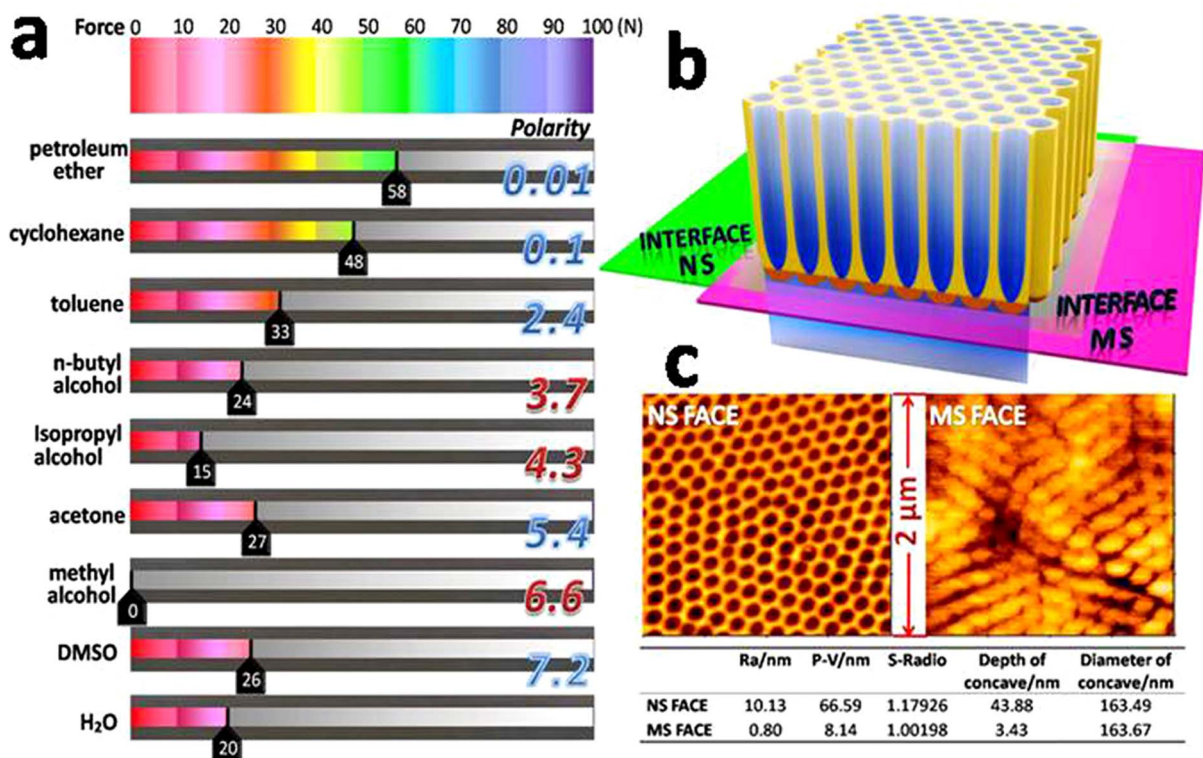 a
Force 0 10 20 30 40 50 60 70 80 90 100 (N)
Polarity
petroleum
ether
58
0.01
cyclohexane
48
0.1
toluene
33
2.4
n-butyl
alcohol
24
3.7
Isopropyl
alcohol
15
4.3
acetone
27
5.4
methyl
alcohol
0
6.6
DMSO
26
7.2
H₂O
20
b
INTERFACE
NS
INTERFACE
MS
c
NS FACE
2 μm
MS FACE
Ra/nm P-V/nm S-Radio Depth of concave/nm Diameter of concave/nm
NS FACE 10.13 66.59 1.17926 43.88 163.49
MS FACE 0.80 8.14 1.00198 3.43 163.67